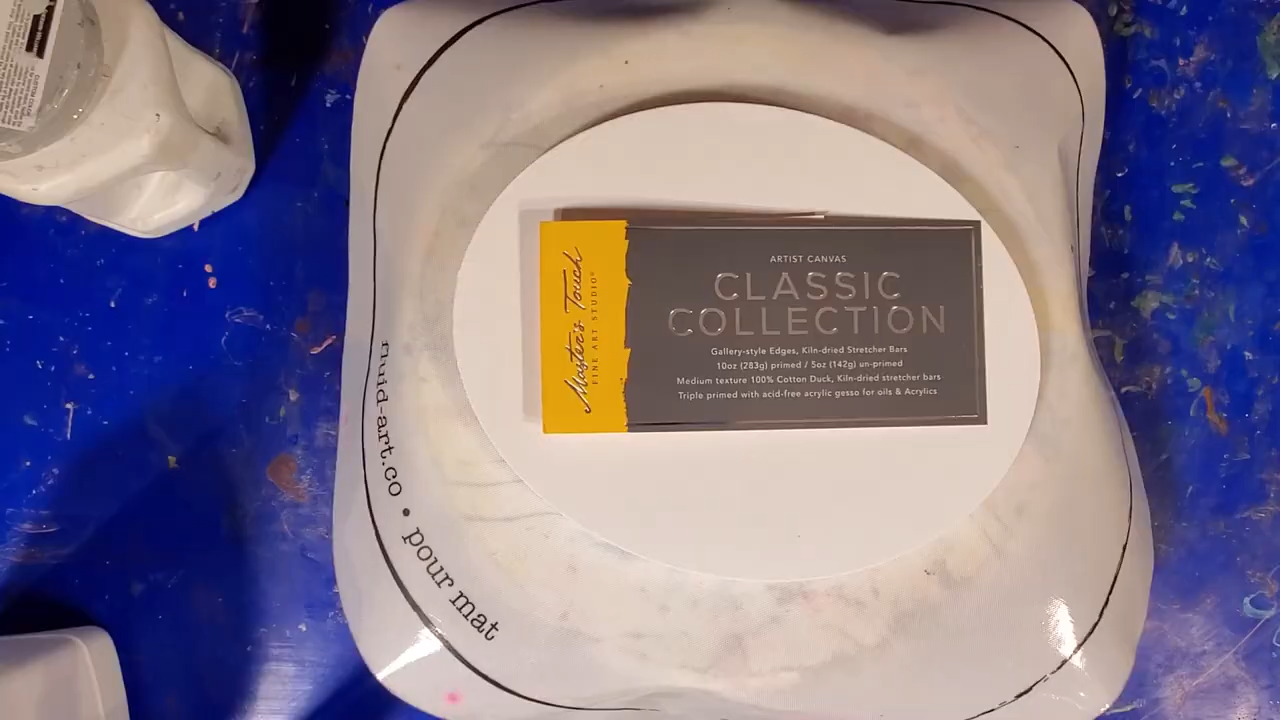 CUSTOM COLOR
Master's Touch
FINE ART STUDIO®
ARTIST CANVAS
CLASSIC
COLLECTION
Gallery-style Edges, Kiln-dried Stretcher Bars
10oz (283g) primed / 5oz (142g) un-primed
Medium texture 100% Cotton Duck, Kiln-dried stretcher bars
Triple primed with acid-free acrylic gesso for oils & Acrylics
fluid-art.co • pour mat